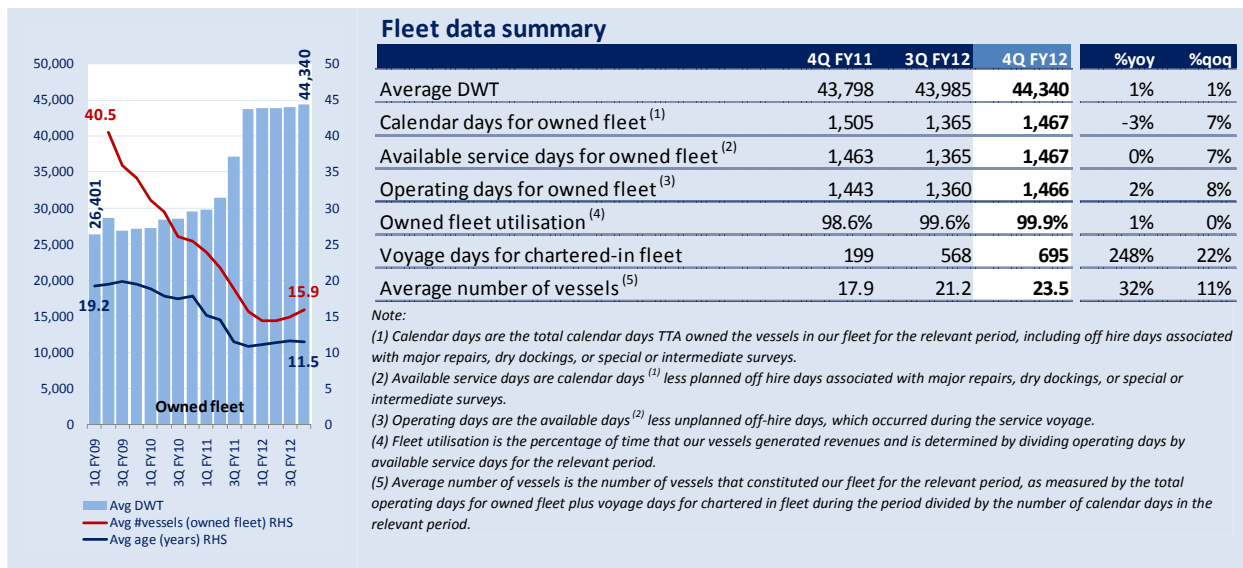 Fleet data summary
4Q FY11 3Q FY12 4Q FY12 %yoy %qoq
Average DWT 43,798 43,985 44,340 1% 1%
Calendar days for owned fleet (1) 1,505 1,365 1,467 -3% 7%
Available service days for owned fleet (2) 1,463 1,365 1,467 0% 7%
Operating days for owned fleet (3) 1,443 1,360 1,466 2% 8%
Owned fleet utilisation (4) 98.6% 99.6% 99.9% 1% 0%
Voyage days for chartered-in fleet 199 568 695 248% 22%
Average number of vessels (5) 17.9 21.2 23.5 32% 11%
Note:
(1) Calendar days are the total calendar days TTA owned the vessels in our fleet for the relevant period, including off hire days associated
with major repairs, dry dockings, or special or intermediate surveys.
(2) Available service days are calendar days (1) less planned off hire days associated with major repairs, dry dockings, or special or
intermediate surveys.
(3) Operating days are the available days (2) less unplanned off-hire days, which occurred during the service voyage.
(4) Fleet utilisation is the percentage of time that our vessels generated revenues and is determined by dividing operating days by
available service days for the relevant period.
(5) Average number of vessels is the number of vessels that constituted our fleet for the relevant period, as measured by the total
operating days for owned fleet plus voyage days for chartered in fleet during the period divided by the number of calendar days in the
relevant period.
50,000 50
45,000 45
40,000 40
35,000 35
30,000 30
25,000 25
20,000 20
15,000 15
10,000 10
5,000 5
0 0
44,340
40.5
26,401
19.2
15.9
11.5
Owned fleet
1Q FY09
3Q FY09
1Q FY10
3Q FY10
1Q FY11
3Q FY11
1Q FY12
3Q FY12
Avg DWT
Avg #vessels (owned fleet) RHS
Avg age (years) RHS